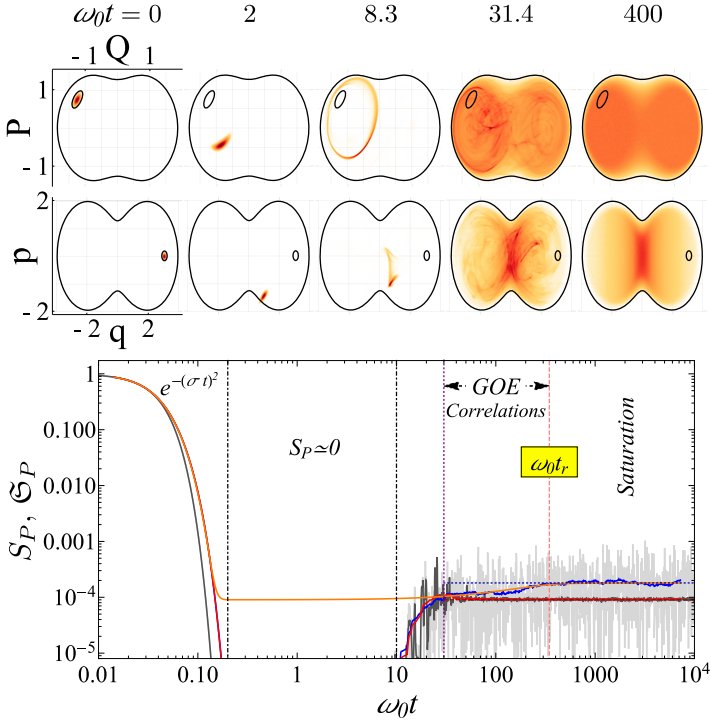 ω₀t = 0 2 8.3 31.4 400
Q
-1 1
P
1
-1
p
2
2
-2 2
q
S_P, 𝔖_P
1
0.100
0.010
0.001
10⁻⁴
10⁻⁵
e^{-(σ t)²}
S_P≃0
GOE
Correlations
ω₀t_r
Saturation
0.01 0.10 1 10 100 1000 10⁴
ω₀t